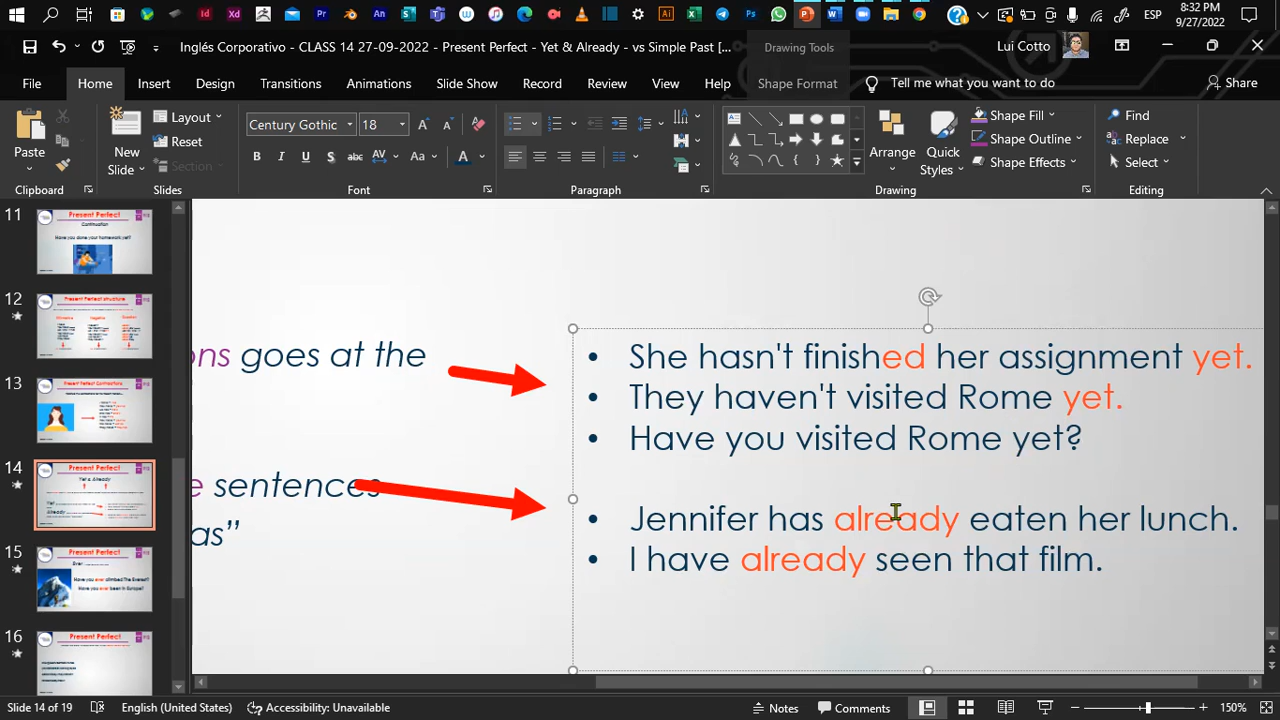 8:32 PM
ESP
9/27/2022
Inglés Corporativo - CLASS 14 27-09-2022 - Present Perfect - Yet & Already - vs Simple Past [...
Drawing Tools
Lui Cotto
File
Home
Insert
Design
Transitions
Animations
Slide Show
Record
Review
View
Help
Shape Format
Tell me what you want to do
Share
Paste
New Slide
Layout
Reset
Section
Century Gothic
18
Arrange
Quick Styles
Shape Fill
Shape Outline
Shape Effects
Find
Replace
Select
Clipboard
Slides
Font
Paragraph
Drawing
Editing
11
Present Perfect
Continuation
Have you done your homework yet?
12
Present Perfect structure
13
Present Perfect Contractions
14
Present Perfect
Yet & Already
15
Present Perfect
Ever
Have you ever climbed The Everest?
Have you ever been in Europe?
16
Present Perfect
ons goes at the
e sentences
as”
• She hasn't finished her assignment yet.
• They haven't visited Rome yet.
• Have you visited Rome yet?
• Jennifer has already eaten her lunch.
• I have already seen that film.
Slide 14 of 19
English (United States)
Accessibility: Unavailable
Notes
Comments
150%